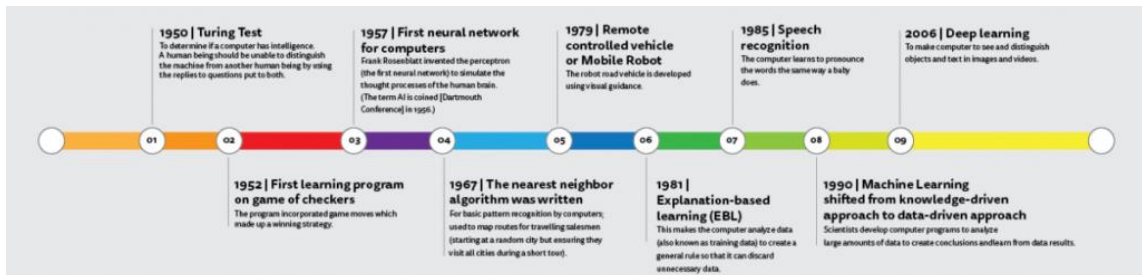 1950 | Turing Test
To determine if a computer has intelligence.
A human being should be unable to distinguish
the machine from another human being by using
the replies to questions put to both.
1957 | First neural network
for computers
Frank Rosenblatt invented the perceptron
(the first neural network) to simulate the
thought processes of the human brain.
(The term AI is coined [Dartmouth
Conference] in 1956.)
1979 | Remote
controlled vehicle
or Mobile Robot
The robot road vehicle is developed
using visual guidance.
1985 | Speech
recognition
The computer learns to pronounce
the words the same way a baby
does.
2006 | Deep learning
To make computer to see and distinguish
objects and text in images and videos.
01
02
03
04
05
06
07
08
09
1952 | First learning program
on game of checkers
The program incorporated game moves which
made up a winning strategy.
1967 | The nearest neighbor
algorithm was written
For basic pattern recognition by computers;
used to map routes for travelling salesmen
(starting at a random city but ensuring they
visit all cities during a short tour).
1981 |
Explanation-based
learning (EBL)
This makes the computer analyze data
(also known as training data) to create a
general rule so that it can discard
unnecessary data.
1990 | Machine Learning
shifted from knowledge-driven
approach to data-driven approach
Scientists develop computer programs to analyze
large amounts of data to create conclusions andlearn from data results.